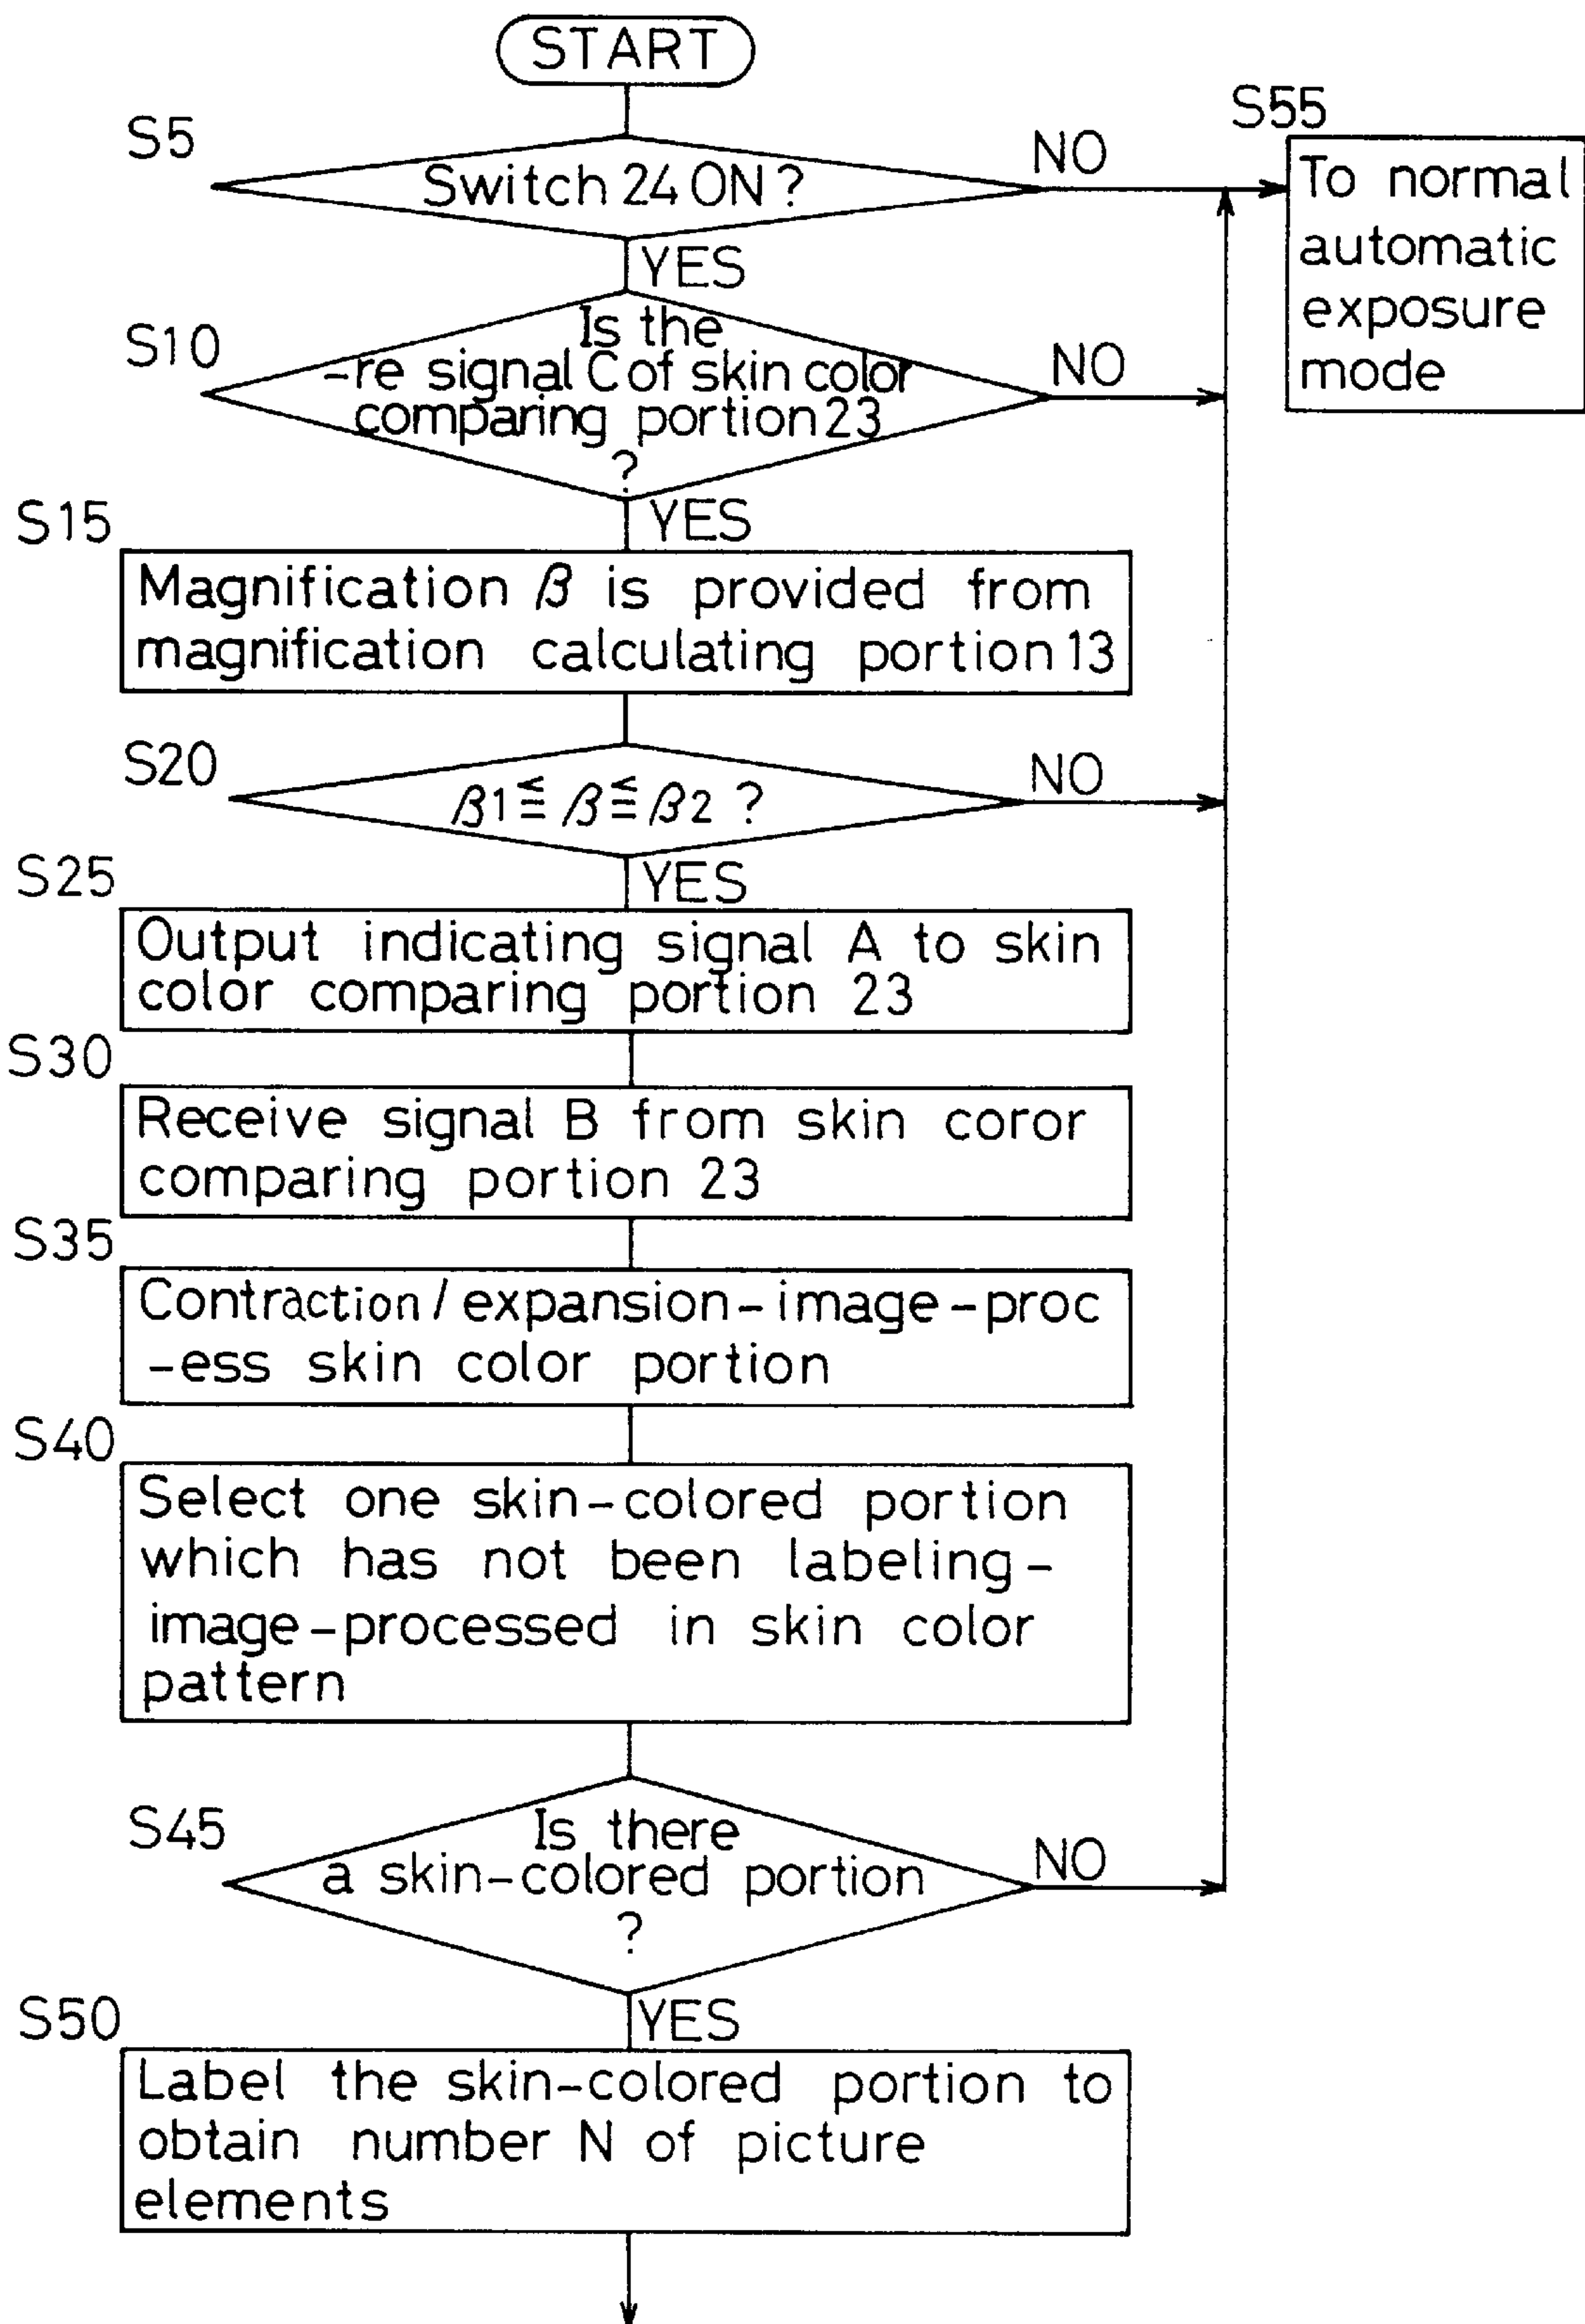 START
S5
Switch 24 ON ?
NO
YES
S55
To normal
automatic
exposure
mode
S10
Is the
-re signal C of skin color
comparing portion 23
?
NO
YES
S15
Magnification β is provided from
magnification calculating portion 13
S20
β1 ≦ β ≦ β2 ?
NO
YES
S25
Output indicating signal A to skin
color comparing portion 23
S30
Receive signal B from skin coror
comparing portion 23
S35
Contraction / expansion-image-proc
-ess skin color portion
S40
Select one skin-colored portion
which has not been labeling-
image-processed in skin color
pattern
S45
Is there
a skin-colored portion
?
NO
YES
S50
Label the skin-colored portion to
obtain number N of picture
elements